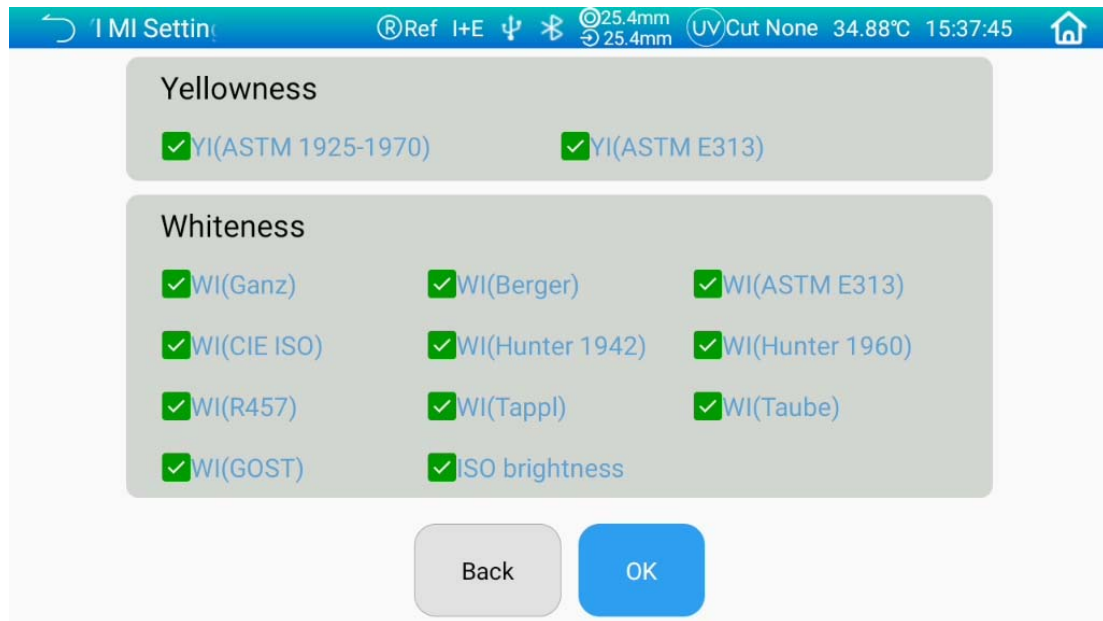 I MI Setting
ⓇRef I+E 25.4mm UV Cut None 34.88℃ 15:37:45
25.4mm
Yellowness
YI(ASTM 1925-1970) YI(ASTM E313)
Whiteness
WI(Ganz) WI(Berger) WI(ASTM E313)
WI(CIE ISO) WI(Hunter 1942) WI(Hunter 1960)
WI(R457) WI(Tappl) WI(Taube)
WI(GOST) ISO brightness
Back OK